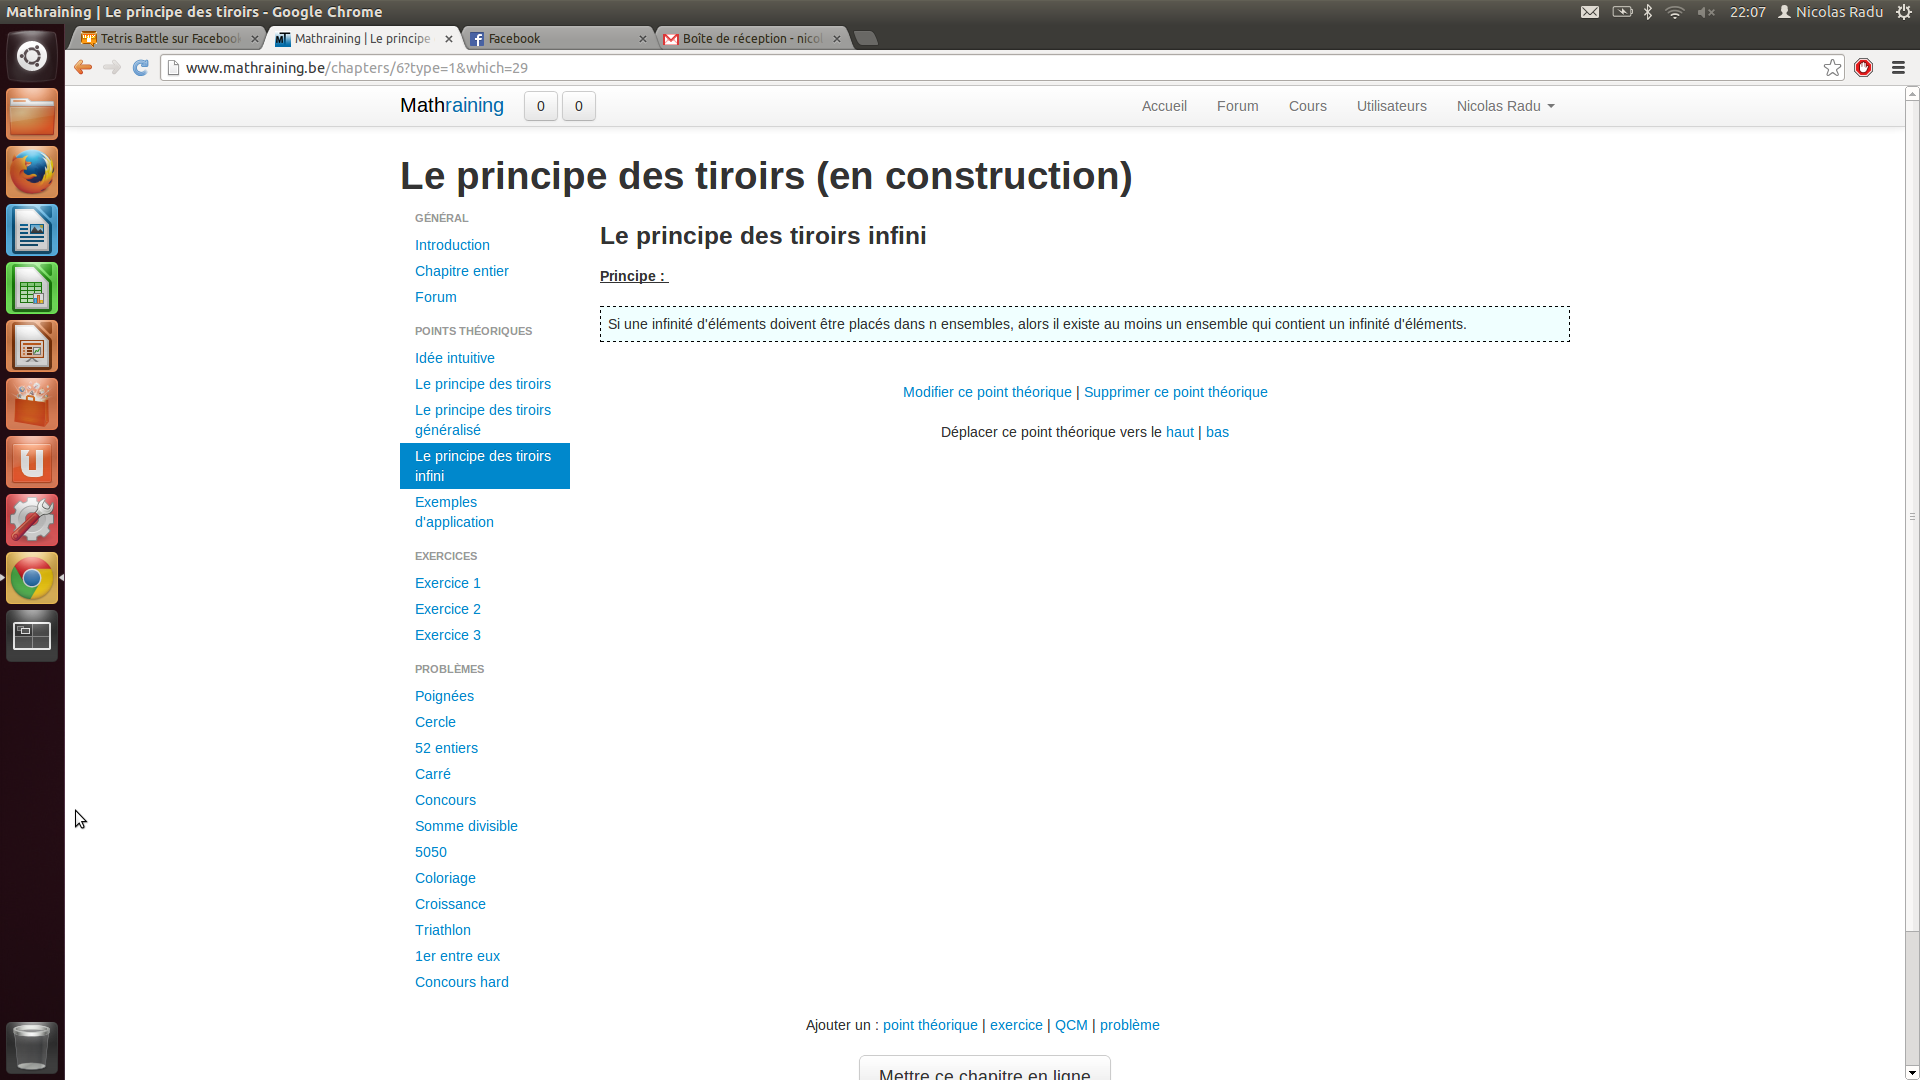 Mathraining | Le principe des tiroirs - Google Chrome
22:07 Nicolas Radu
Tetris Battle sur Facebook
Mathraining | Le principe
Facebook
Boîte de réception - nicol
www.mathraining.be/chapters/6?type=1&which=29
Mathraining 0 0 Accueil Forum Cours Utilisateurs Nicolas Radu
Le principe des tiroirs (en construction)
GÉNÉRAL
Introduction
Chapitre entier
Forum
POINTS THÉORIQUES
Idée intuitive
Le principe des tiroirs
Le principe des tiroirs
généralisé
Le principe des tiroirs
infini
Exemples
d'application
EXERCICES
Exercice 1
Exercice 2
Exercice 3
PROBLÈMES
Poignées
Cercle
52 entiers
Carré
Concours
Somme divisible
5050
Coloriage
Croissance
Triathlon
1er entre eux
Concours hard
Le principe des tiroirs infini
Principe :
Si une infinité d'éléments doivent être placés dans n ensembles, alors il existe au moins un ensemble qui contient un infinité d'éléments.
Modifier ce point théorique | Supprimer ce point théorique
Déplacer ce point théorique vers le haut | bas
Ajouter un : point théorique | exercice | QCM | problème
Mettre ce chapitre en ligne